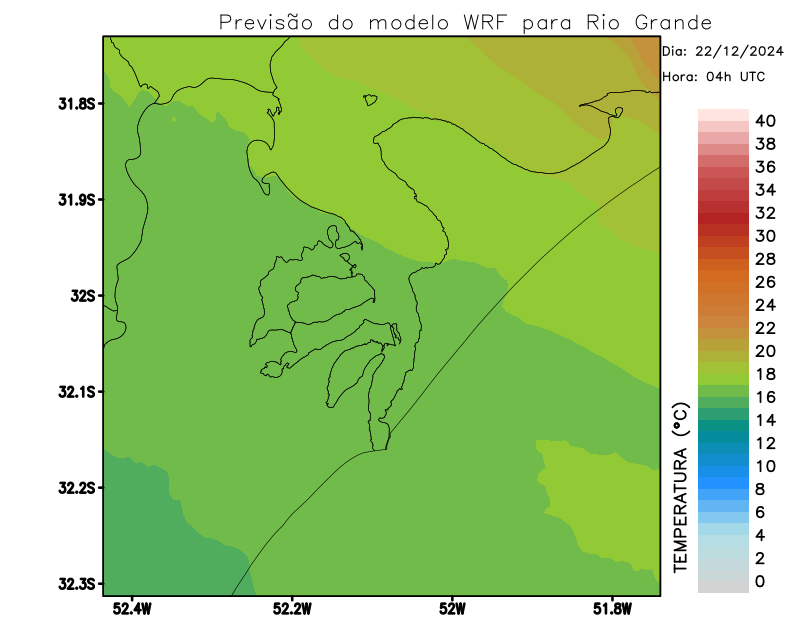 Previsão do modelo WRF para Rio Grande
Dia: 22/12/2024
Hora: 04h UTC
31.8S
31.9S
32S
32.1S
32.2S
32.3S
52.4W
52.2W
52W
51.8W
TEMPERATURA (°C)
40
38
36
34
32
30
28
26
24
22
20
18
16
14
12
10
8
6
4
2
0